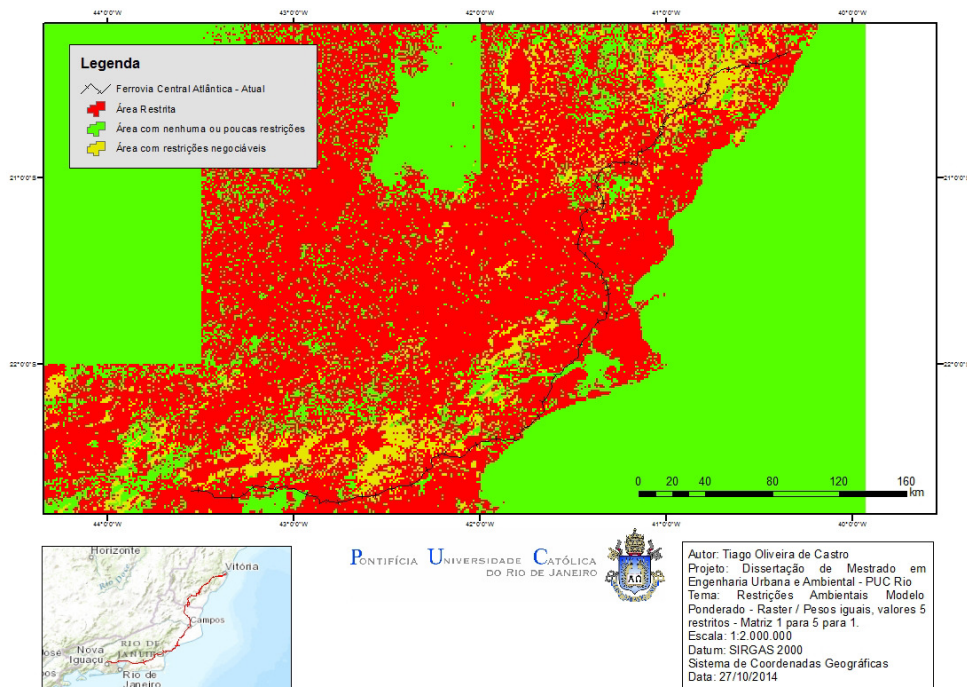 44°0'0"W 43°0'0"W 42°0'0"W 41°0'0"W 40°0'0"W
Legenda
Ferrovia Central Atlântica - Atual
Área Restrita
Área com nenhuma ou poucas restrições
Área com restrições negociáveis
21°0'0"S 21°0'0"S
22°0'0"S 22°0'0"S
0 20 40 80 120 160
km
44°0'0"W 43°0'0"W 42°0'0"W 41°0'0"W 40°0'0"W
Horizonte
Vitória
Campos
RIO DE
JANEIRO
José Nova
Iguaçu
pos
Rio de
Janeiro
PONTIFÍCIA UNIVERSIDADE CATÓLICA
DO RIO DE JANEIRO
Autor: Tiago Oliveira de Castro
Projeto: Dissertação de Mestrado em
Engenharia Urbana e Ambiental - PUC Rio
Tema: Restrições Ambientais Modelo
Ponderado - Raster / Pesos iguais, valores 5
restritos - Matriz 1 para 5 para 1.
Escala: 1:2.000.000
Datum: SIRGAS 2000
Sistema de Coordenadas Geográficas
Data: 27/10/2014